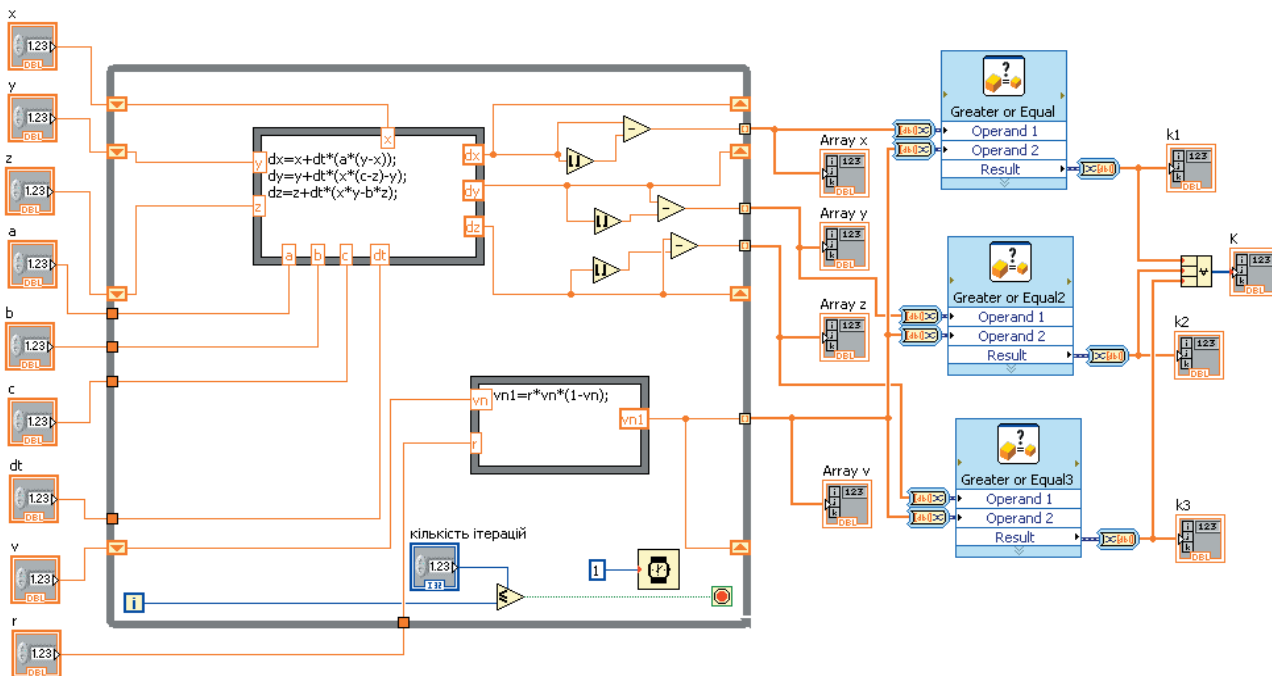 x
1.23
DBL
y
1.23
DBL
z
1.23
DBL
a
1.23
DBL
b
1.23
DBL
c
1.23
DBL
dt
1.23
DBL
v
1.23
DBL
r
1.23
DBL
x
y
z
dx=x+dt*(a*(y-x));
dy=y+dt*(x*(c-z)-y);
dz=z+dt*(x*y-b*z);
dx
dy
dz
a
b
c
dt
vn
r
vn1=r*vn*(1-vn);
vn1
кількість ітерацій
1.23
I32
1
i
Array x
123
DBL
Array y
123
DBL
Array z
123
DBL
Array v
123
DBL
?
Greater or Equal
Operand 1
Operand 2
Result
?
Greater or Equal2
Operand 1
Operand 2
Result
?
Greater or Equal3
Operand 1
Operand 2
Result
k1
123
DBL
K
123
DBL
k2
123
DBL
k3
123
DBL